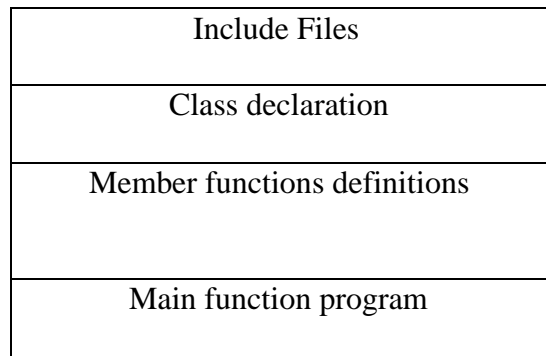 Include Files
Class declaration
Member functions definitions
Main function program